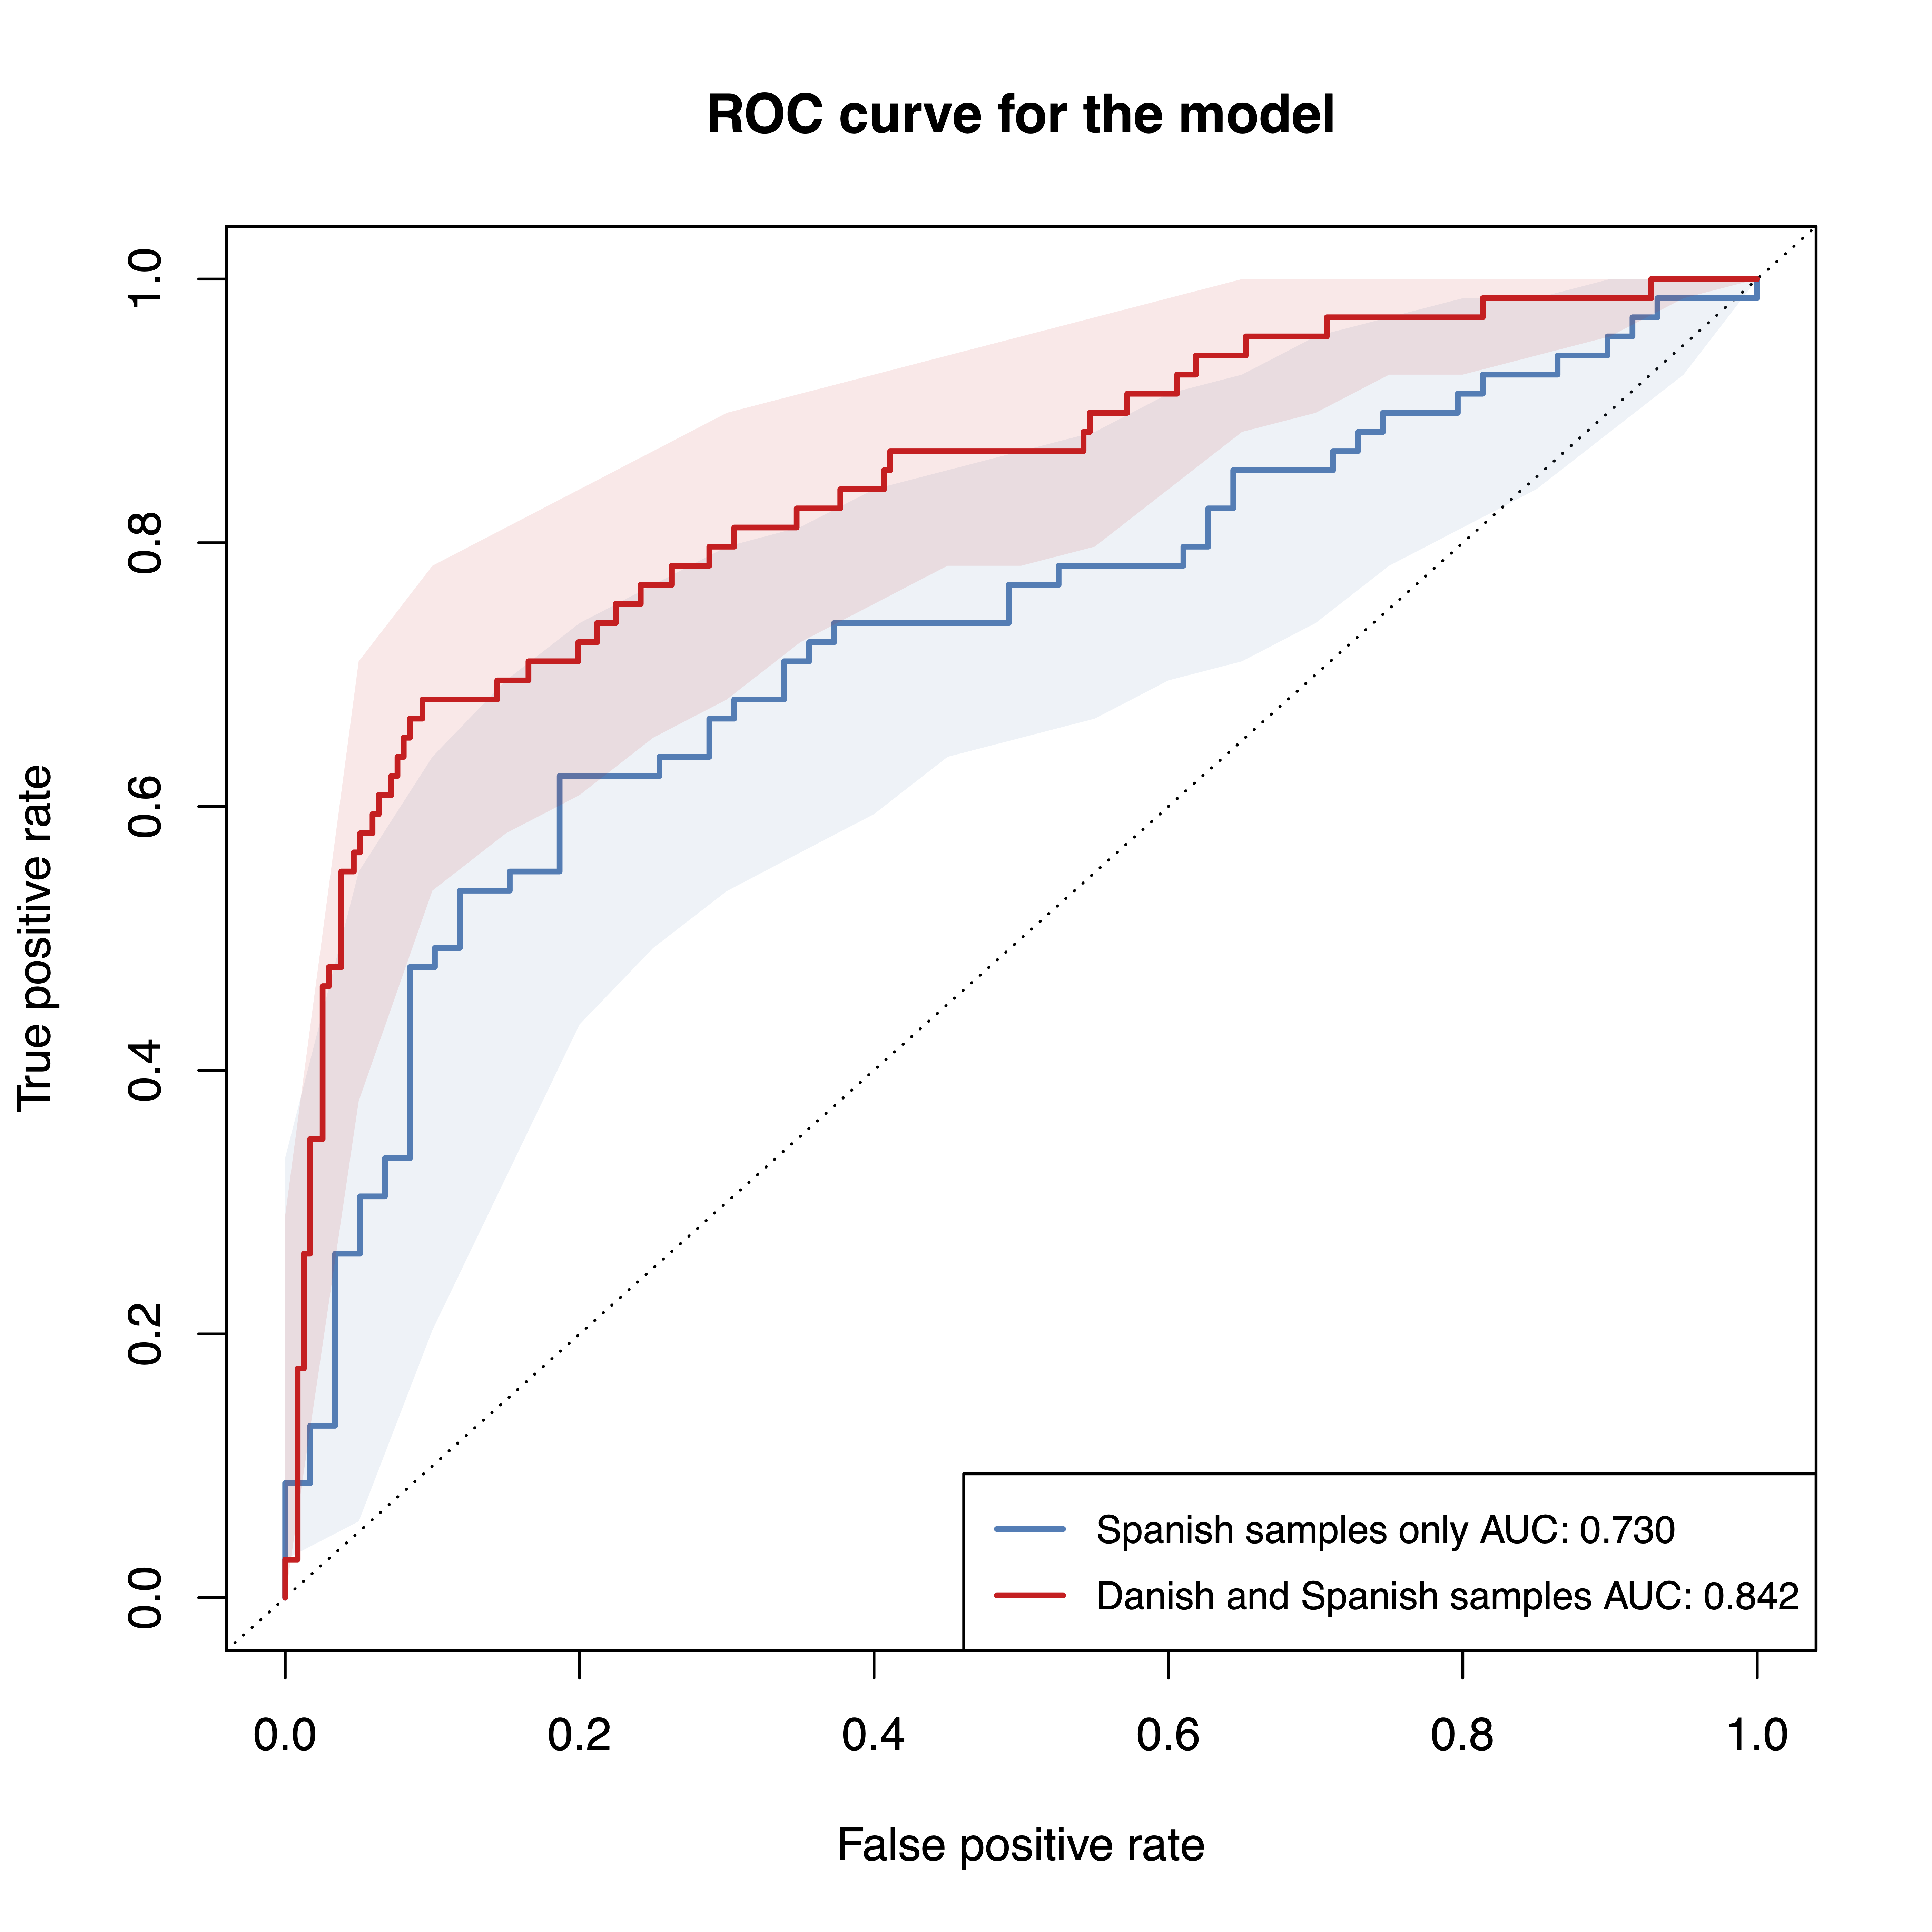 ROC curve for the model
1.0
0.8
0.6
0.4
0.2
0.0
True positive rate
Spanish samples only AUC: 0.730
Danish and Spanish samples AUC: 0.842
0.0 0.2 0.4 0.6 0.8 1.0
False positive rate